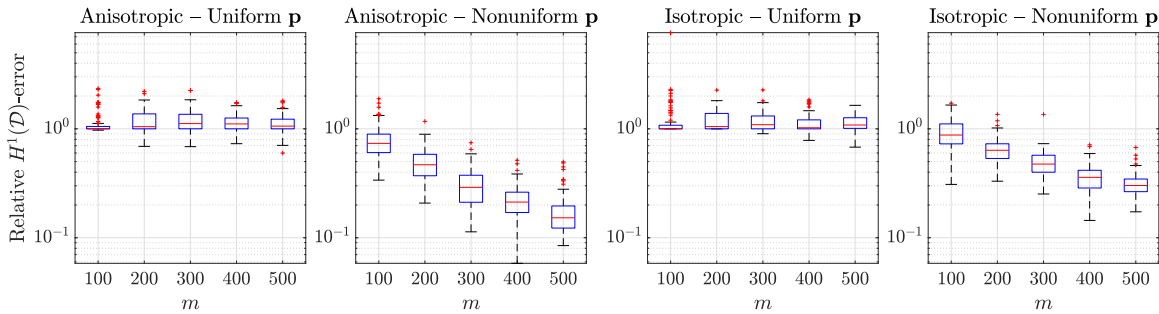 Anisotropic – Uniform p
Anisotropic – Nonuniform p
Isotropic – Uniform p
Isotropic – Nonuniform p
Relative H¹(𝒟)-error
10⁰
10⁻¹
100 200 300 400 500
m
10⁰
10⁻¹
100 200 300 400 500
m
10⁰
10⁻¹
100 200 300 400 500
m
10⁰
10⁻¹
100 200 300 400 500
m